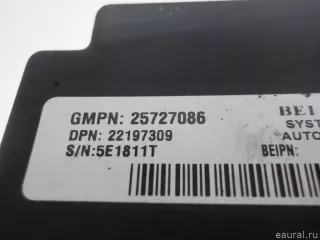 GMPN: 25727086
DPN: 22197309
S/N:5E1811T
BEI
SYST
AUTO
BEIPN:
eaural.ru